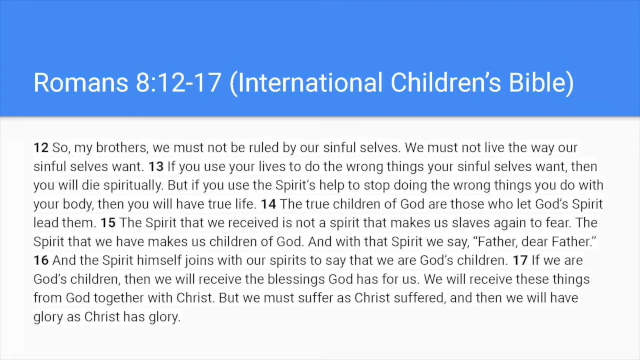 Romans 8:12-17 (International Children's Bible)
12 So, my brothers, we must not be ruled by our sinful selves. We must not live the way our
sinful selves want. 13 If you use your lives to do the wrong things your sinful selves want, then
you will die spiritually. But if you use the Spirit's help to stop doing the wrong things you do with
your body, then you will have true life. 14 The true children of God are those who let God's Spirit
lead them. 15 The Spirit that we received is not a spirit that makes us slaves again to fear. The
Spirit that we have makes us children of God. And with that Spirit we say, “Father, dear Father.”
16 And the Spirit himself joins with our spirits to say that we are God's children. 17 If we are
God's children, then we will receive the blessings God has for us. We will receive these things
from God together with Christ. But we must suffer as Christ suffered, and then we will have
glory as Christ has glory.